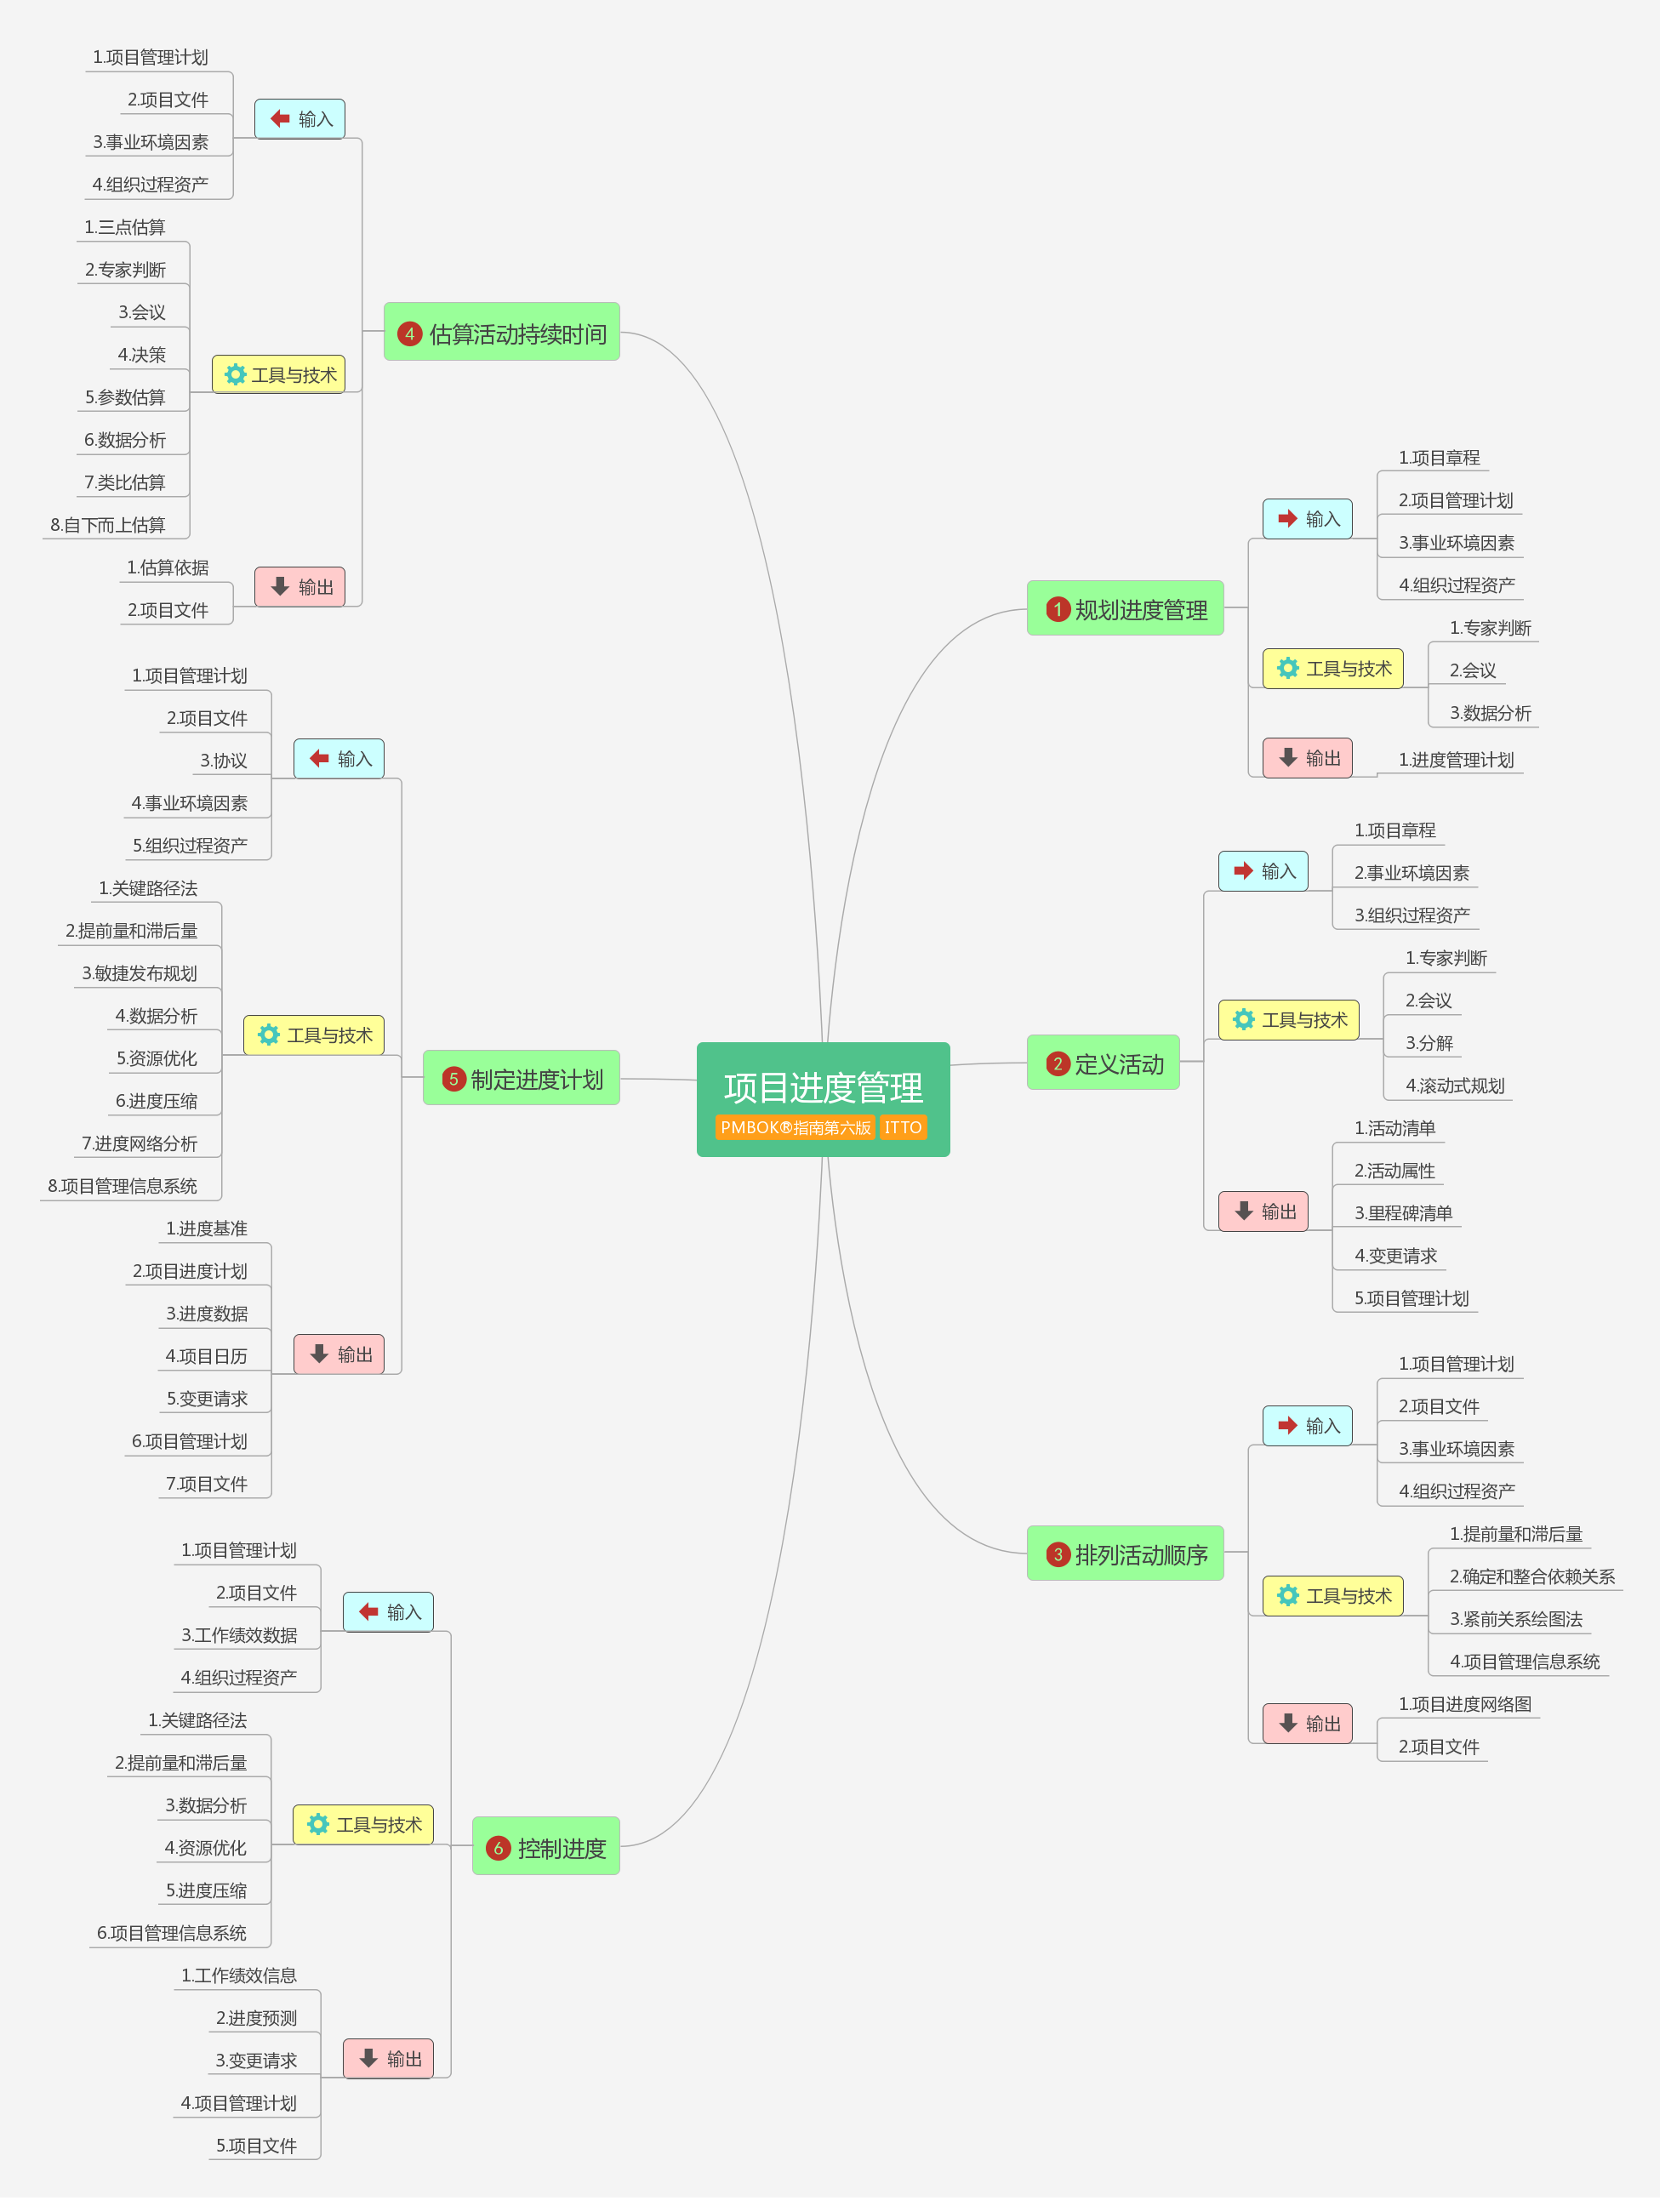 项目进度管理
PMBOK®指南第六版 ITTO
1 规划进度管理
输入
1.项目章程
2.项目管理计划
3.事业环境因素
4.组织过程资产
工具与技术
1.专家判断
2.会议
3.数据分析
输出
1.进度管理计划
2 定义活动
输入
1.项目章程
2.事业环境因素
3.组织过程资产
工具与技术
1.专家判断
2.会议
3.分解
4.滚动式规划
输出
1.活动清单
2.活动属性
3.里程碑清单
4.变更请求
5.项目管理计划
3 排列活动顺序
输入
1.项目管理计划
2.项目文件
3.事业环境因素
4.组织过程资产
工具与技术
1.提前量和滞后量
2.确定和整合依赖关系
3.紧前关系绘图法
4.项目管理信息系统
输出
1.项目进度网络图
2.项目文件
4 估算活动持续时间
输入
1.项目管理计划
2.项目文件
3.事业环境因素
4.组织过程资产
工具与技术
1.三点估算
2.专家判断
3.会议
4.决策
5.参数估算
6.数据分析
7.类比估算
8.自下而上估算
输出
1.估算依据
2.项目文件
5 制定进度计划
输入
1.项目管理计划
2.项目文件
3.协议
4.事业环境因素
5.组织过程资产
工具与技术
1.关键路径法
2.提前量和滞后量
3.敏捷发布规划
4.数据分析
5.资源优化
6.进度压缩
7.进度网络分析
8.项目管理信息系统
输出
1.进度基准
2.项目进度计划
3.进度数据
4.项目日历
5.变更请求
6.项目管理计划
7.项目文件
6 控制进度
输入
1.项目管理计划
2.项目文件
3.工作绩效数据
4.组织过程资产
工具与技术
1.关键路径法
2.提前量和滞后量
3.数据分析
4.资源优化
5.进度压缩
6.项目管理信息系统
输出
1.工作绩效信息
2.进度预测
3.变更请求
4.项目管理计划
5.项目文件